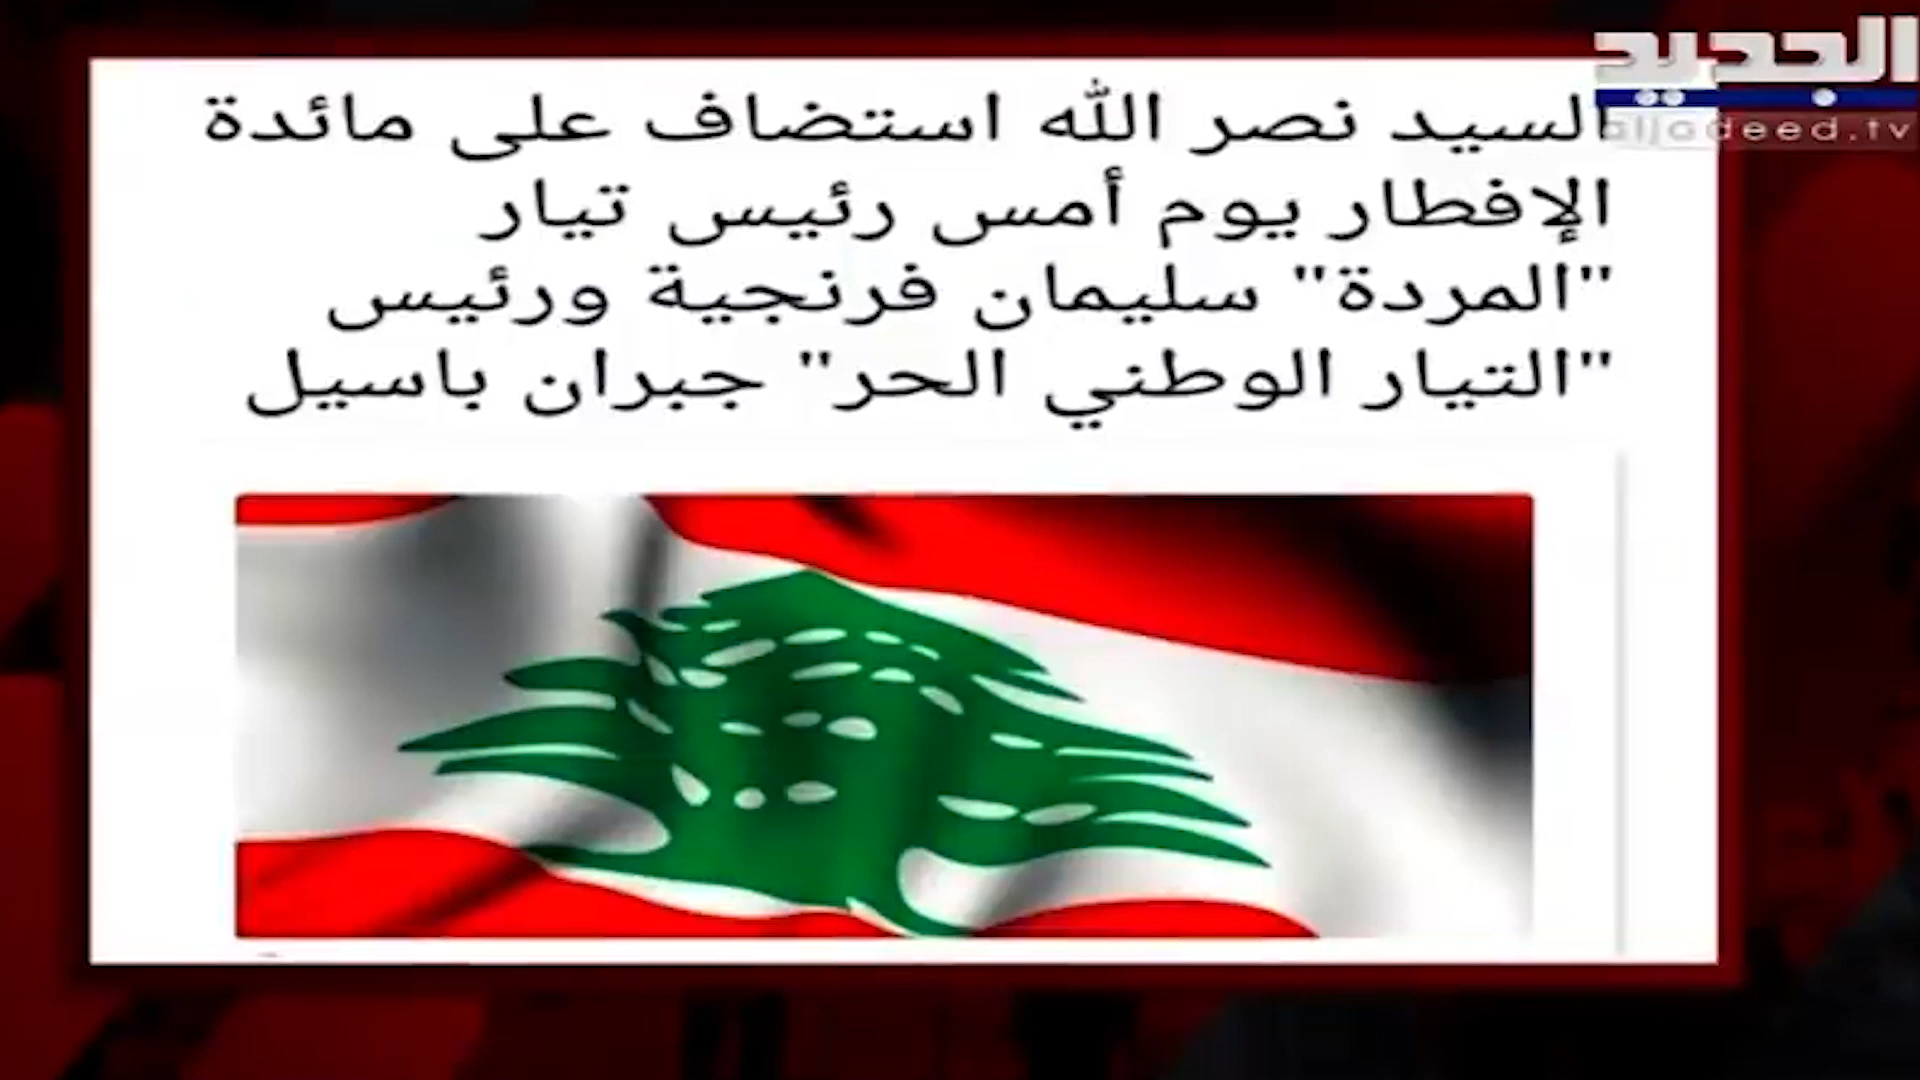 الجديد
aljadeed.tv
السيد نصر الله استضاف على مائدة
الإفطار يوم أمس رئيس تيار
"المردة" سليمان فرنجية ورئيس
"التيار الوطني الحر" جبران باسيل